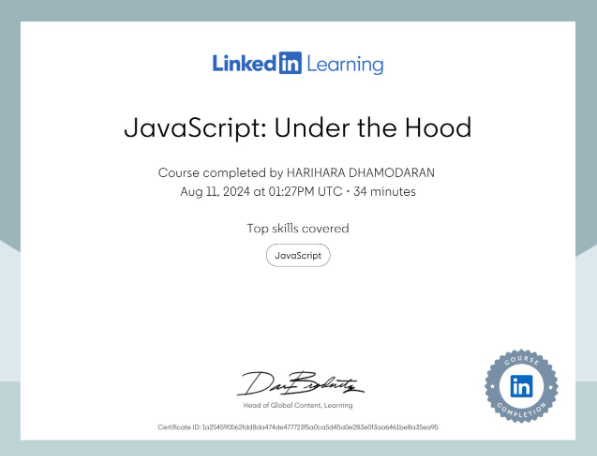 Linked in Learning
JavaScript: Under the Hood
Course completed by HARIHARA DHAMODARAN
Aug 11, 2024 at 01:27PM UTC • 34 minutes
Top skills covered
JavaScript
Head of Global Content, Learning
COURSE
in
COMPLETION
Certificate ID: